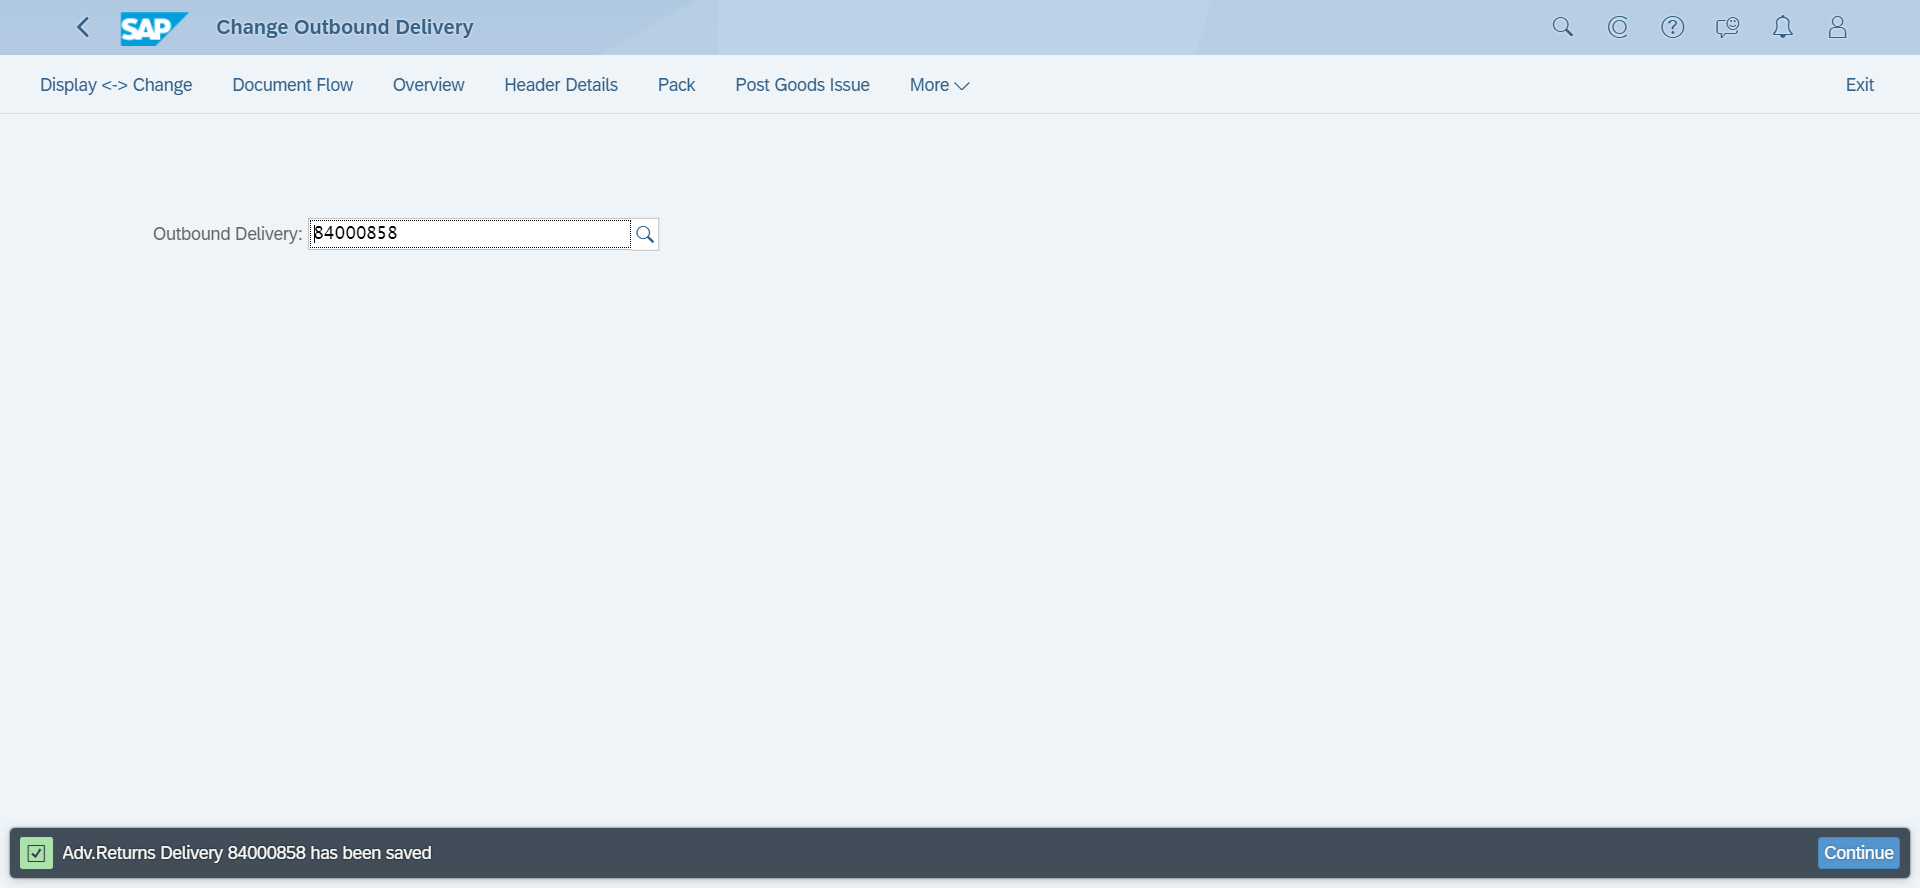 SAP Change Outbound Delivery
Display <-> Change Document Flow Overview Header Details Pack Post Goods Issue More Exit
Outbound Delivery: 84000858
Adv.Returns Delivery 84000858 has been saved Continue